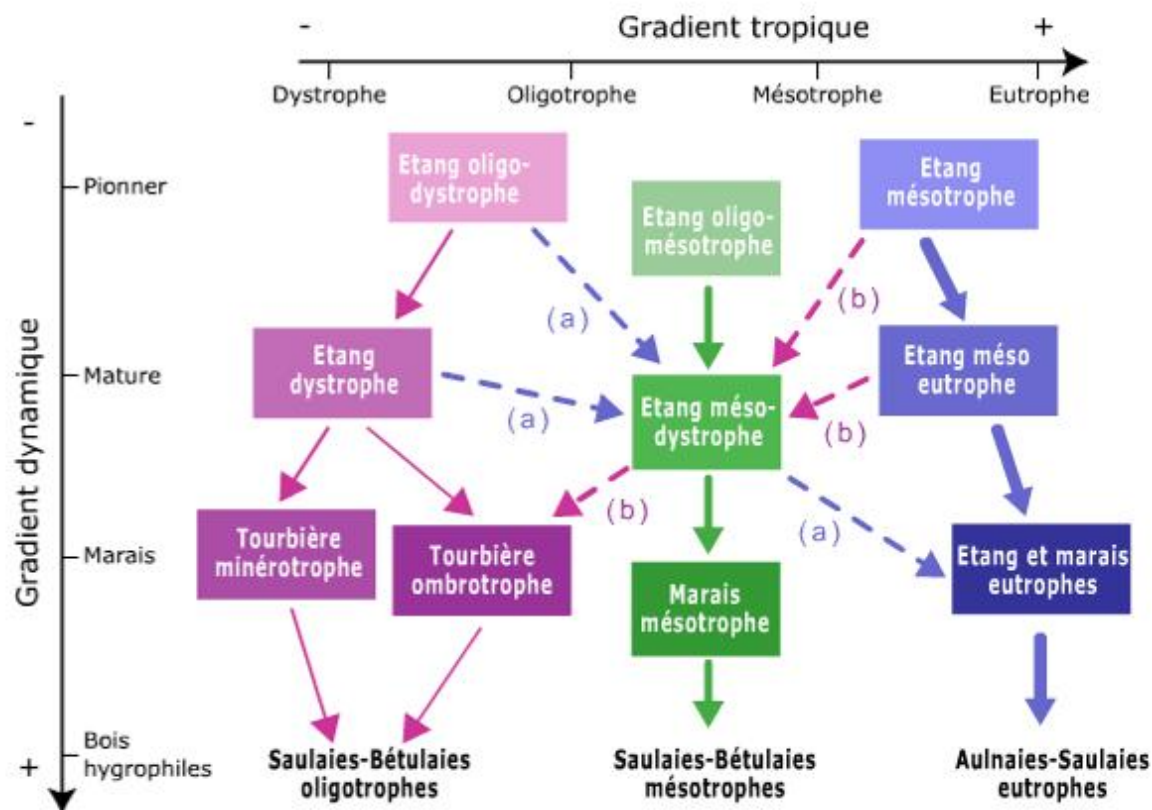 - Gradient tropique +
Dystrophe Oligotrophe Mésotrophe Eutrophe
Gradient dynamique
-
Pionner
Mature
Marais
Bois
hygrophiles
+
Etang oligo-
dystrophe
Etang oligo-
mésotrophe
Etang
mésotrophe
(a)
(b)
Etang
dystrophe
Etang méso-
dystrophe
Etang méso
eutrophe
(a)
(b)
(b)
(a)
Tourbière
minérotrophe
Tourbière
ombrotrophe
Marais
mésotrophe
Etang et marais
eutrophes
Saulaies-Bétulaies
oligotrophes
Saulaies-Bétulaies
mésotrophes
Aulnaies-Saulaies
eutrophes